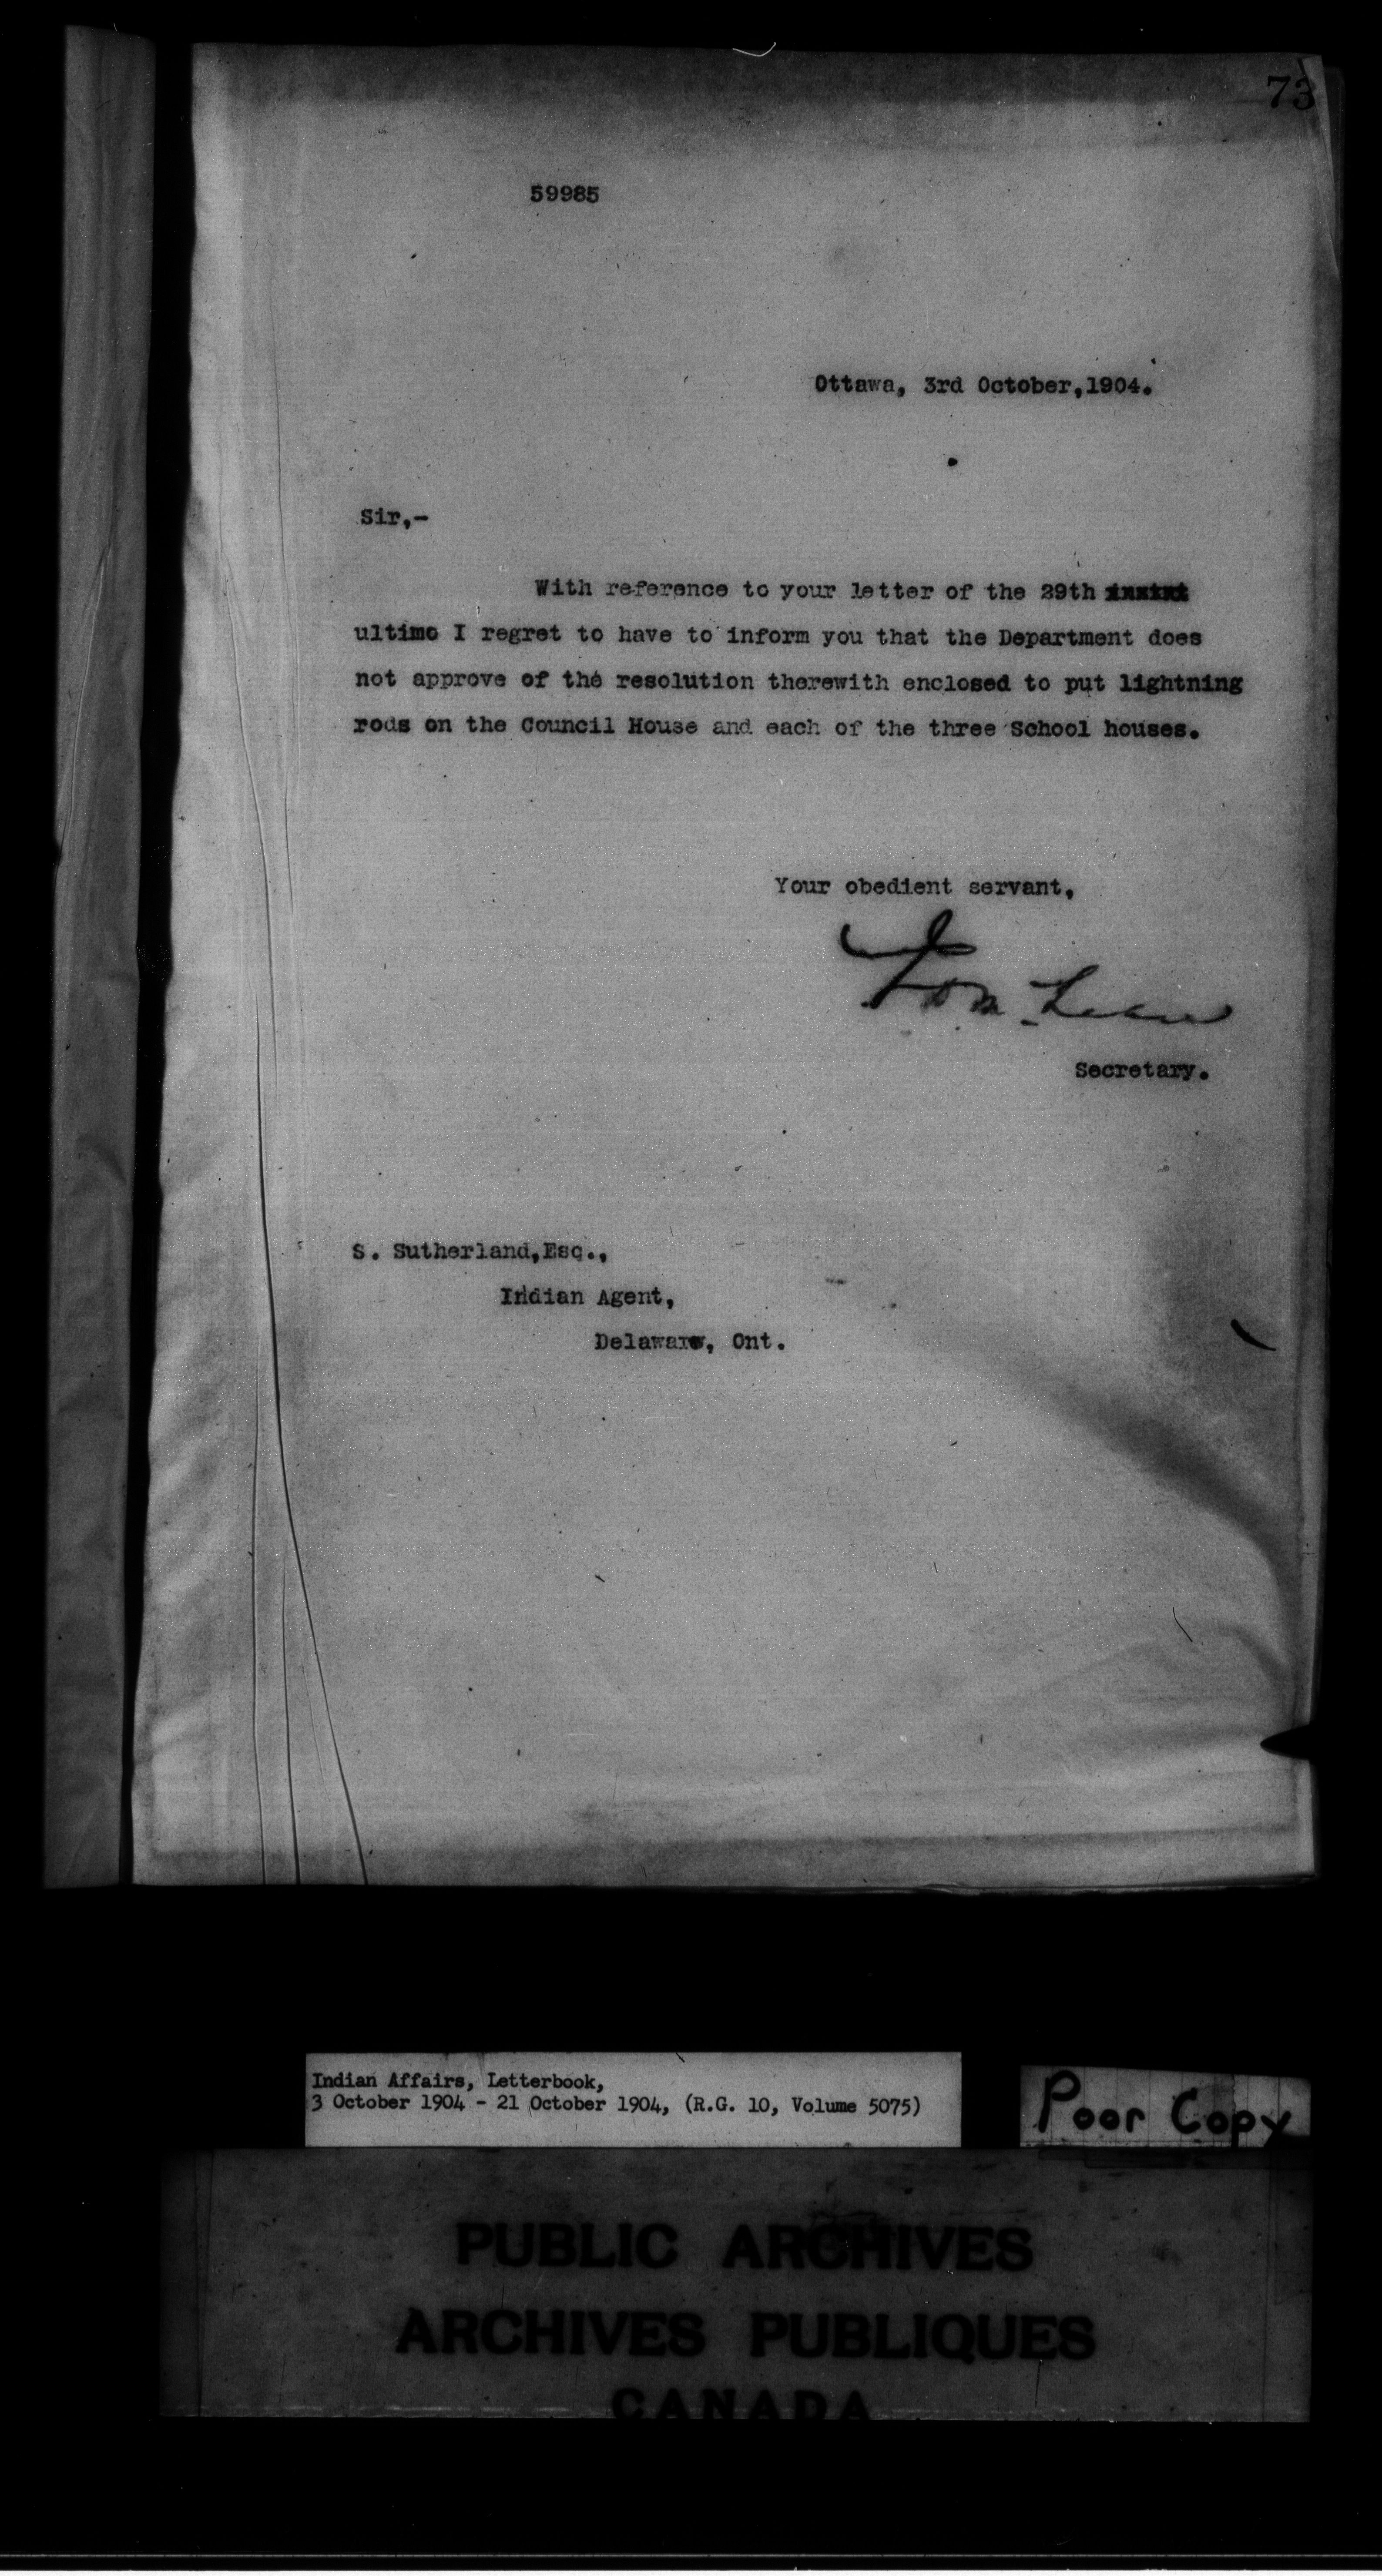 73
59985
Ottawa, 3rd October,1904.
Sir,-
With reference to your letter of the 29th
ultimo I regret to have to inform you that the Department does
not approve of the resolution therewith enclosed to put lightning
rods on the Council House and each of the three School houses.
Your obedient servant,
Secretary.
S. Sutherland,Esq.,
Indian Agent,
Delaware, Ont.
Indian Affairs, Letterbook,
3 October 1904 - 21 October 1904, (R.G. 10, Volume 5075)
Poor Copy
PUBLIC ARCHIVES
ARCHIVES PUBLIQUES
CANADA